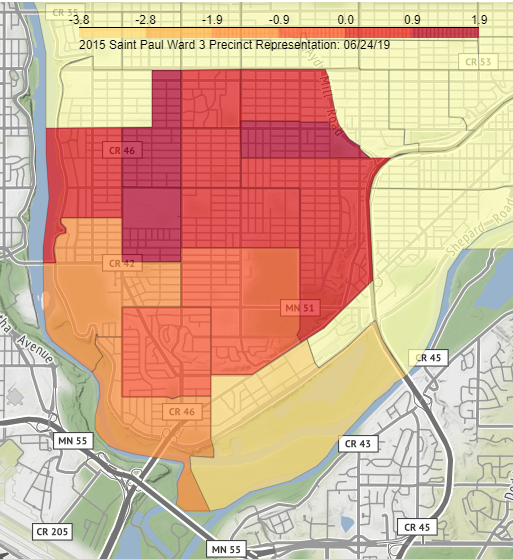 CR 35
-3.8 -2.8 -1.9 -0.9 0.0 0.9 1.9
2015 Saint Paul Ward 3 Precinct Representation: 06/24/19
CR 53
Road
CR 46
Shepard Road
CR 42
MN 51
Avenue
CR 45
CR 46
MN 55
CR 43
CR 205
CR 45
MN 55